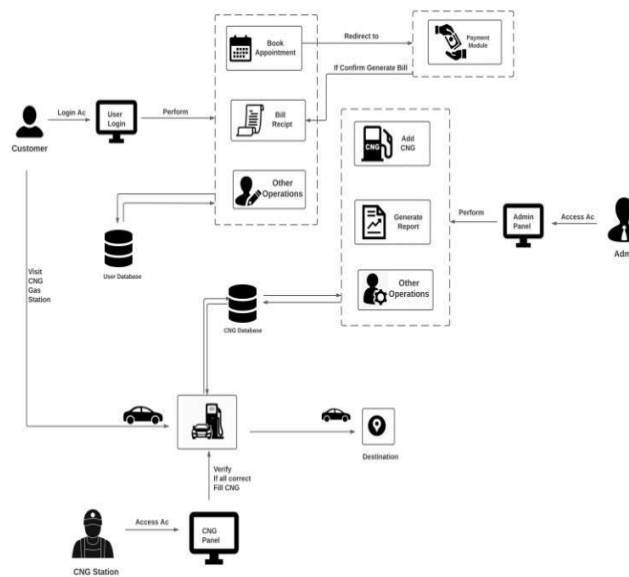 Book
Appointment
Redirect to
Payment
Module
If Confirm Generate Bill
Login Ac
User
Login
Perform
Bill
Recipt
Customer
Add
CNG
CNG
Other
Operations
Generate
Report
Perform
Admin
Panel
Access Ac
Adm
User Database
Visit
CNG
Gas
Station
Other
Operations
CNG Database
Destination
Verify
If all correct
Fill CNG
Access Ac
CNG
Panel
CNG Station